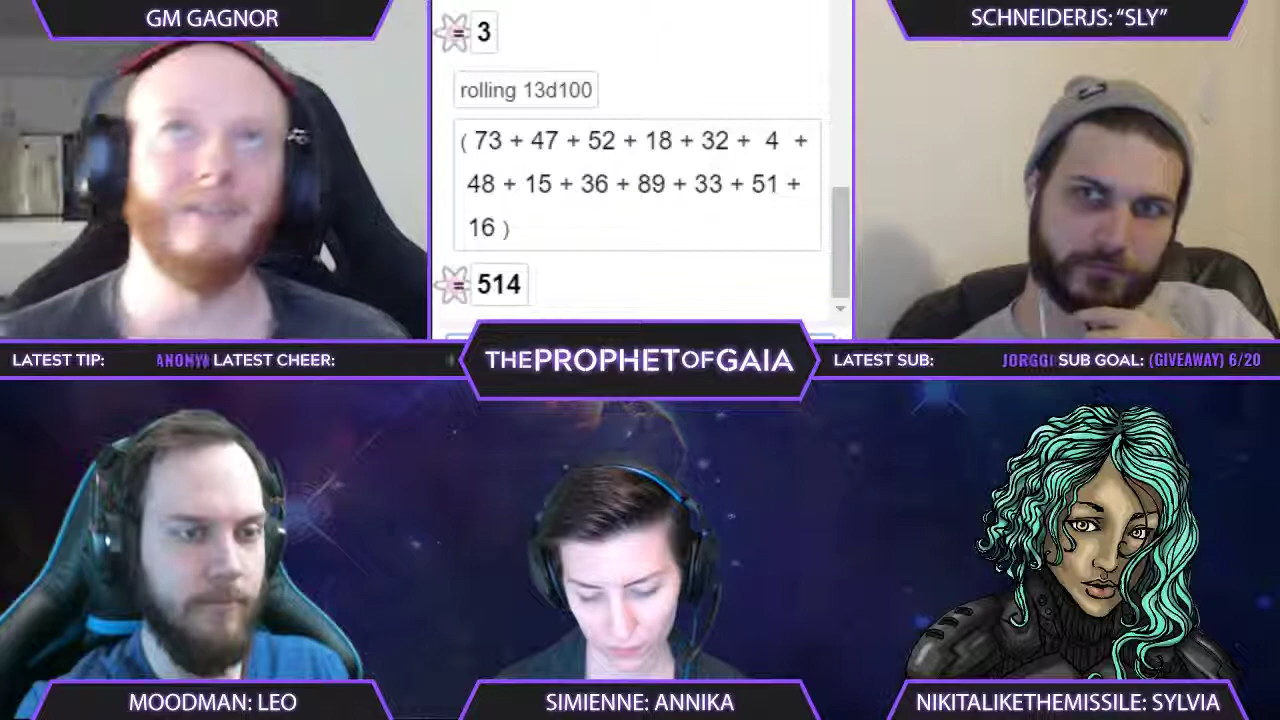 GM GAGNOR
= 3
rolling 13d100
( 73 + 47 + 52 + 18 + 32 + 4 +
48 + 15 + 36 + 89 + 33 + 51 +
16 )
= 514
SCHNEIDERJS: “SLY”
LATEST TIP:
LATEST CHEER:
THEPROPHETOFGAIA
LATEST SUB:
SUB GOAL: (GIVEAWAY) 6/20
MOODMAN: LEO
SIMIENNE: ANNIKA
NIKITALIKETHEMISSILE: SYLVIA